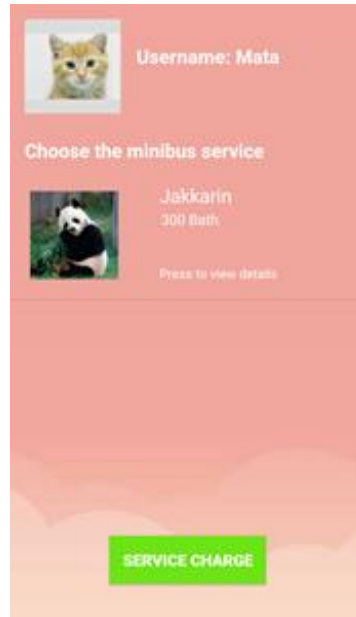 Username: Mata
Choose the minibus service
Jakkarin
300 Bath
Press to view details
SERVICE CHARGE